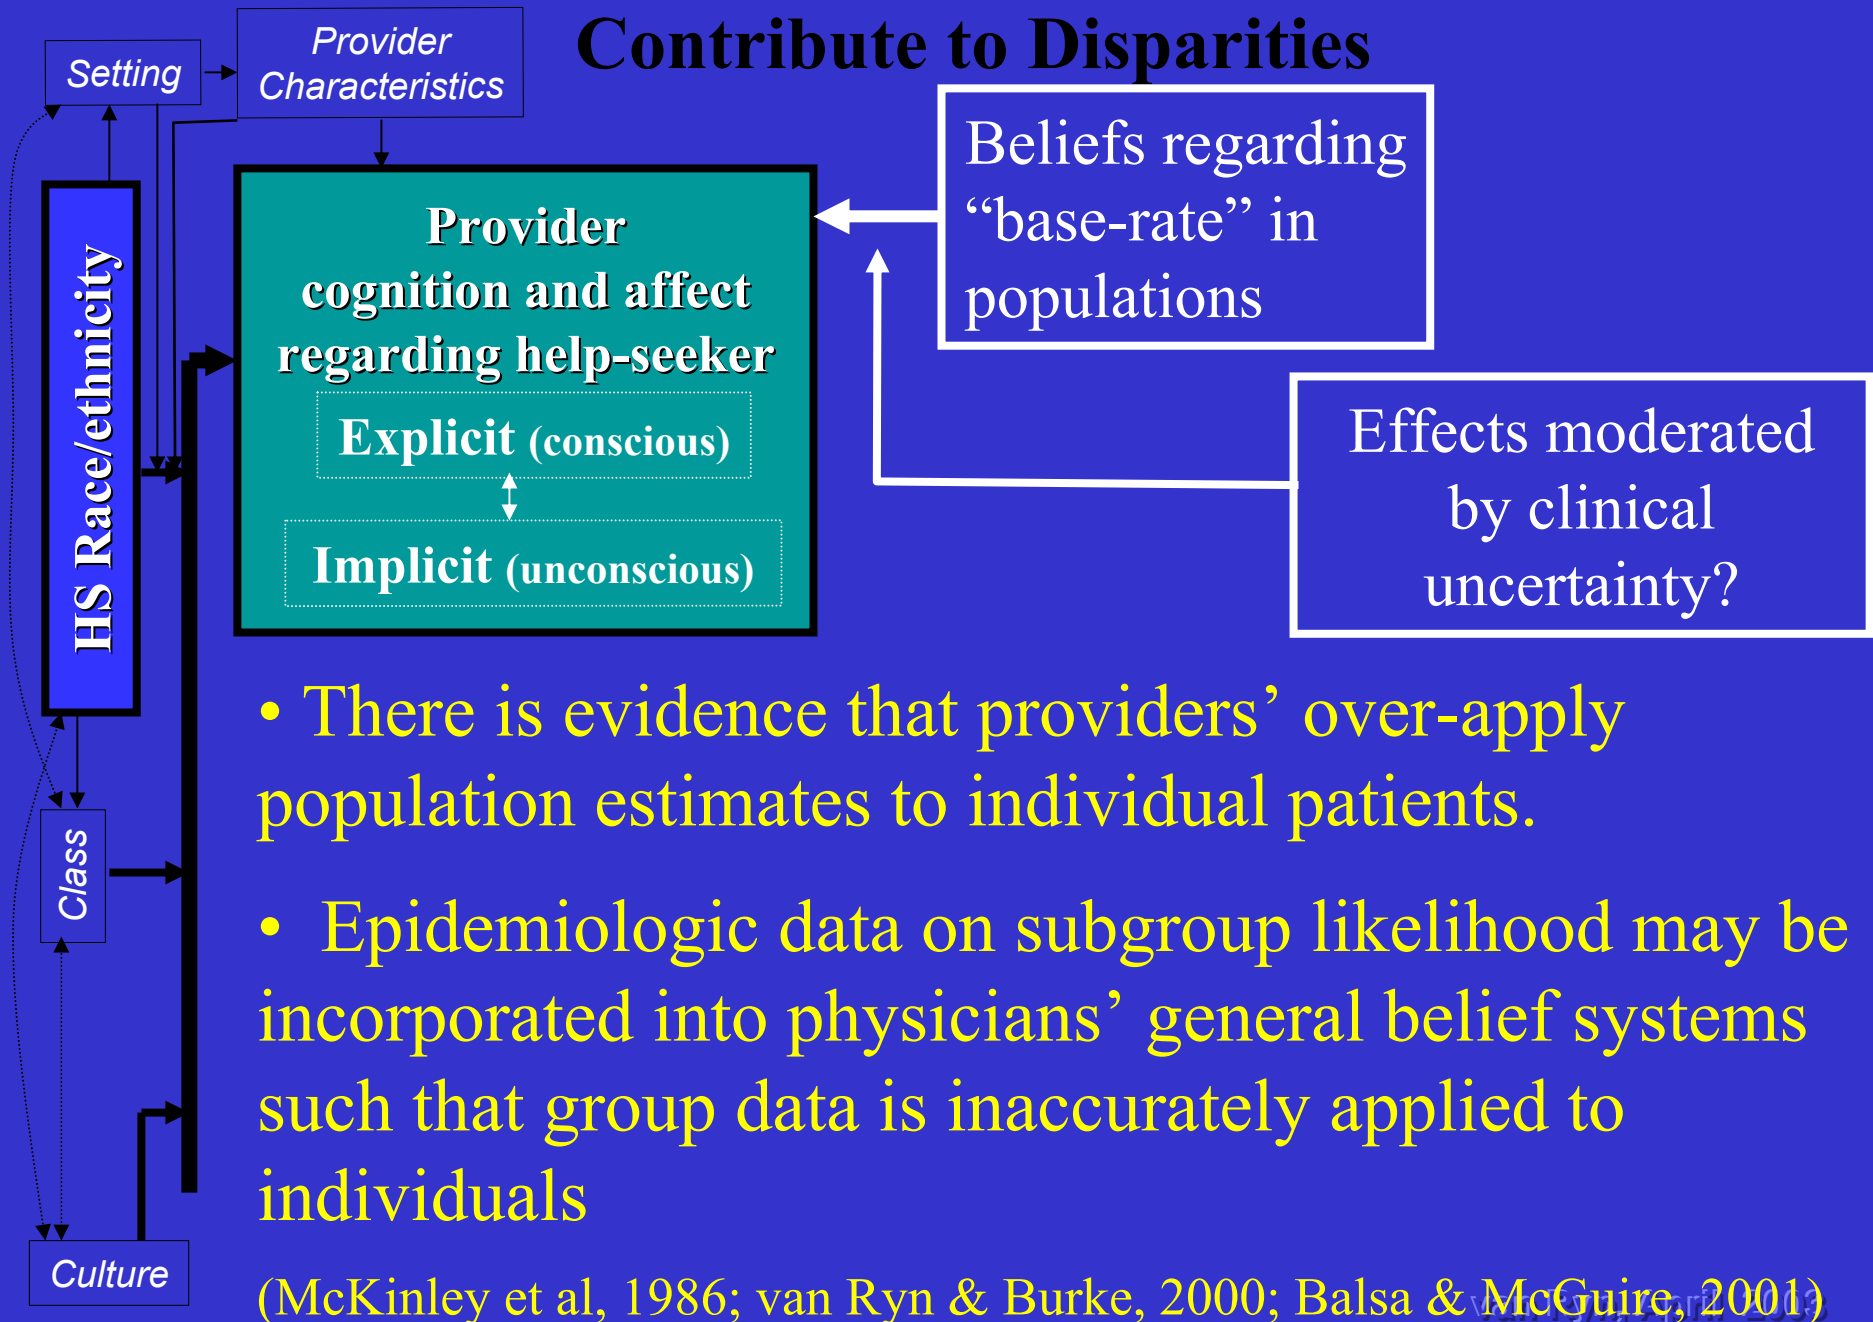 Contribute to Disparities
Setting
Provider
Characteristics
Beliefs regarding
“base-rate” in
populations
HS Race/ethnicity
Provider
cognition and affect
regarding help-seeker
Explicit (conscious)
Implicit (unconscious)
Effects moderated
by clinical
uncertainty?
Class
Culture
• There is evidence that providers’ over-apply
population estimates to individual patients.
• Epidemiologic data on subgroup likelihood may be
incorporated into physicians’ general belief systems
such that group data is inaccurately applied to
individuals
(McKinley et al, 1986; van Ryn & Burke, 2000; Balsa & McGuire, 2001)
van Ryn, April 2003